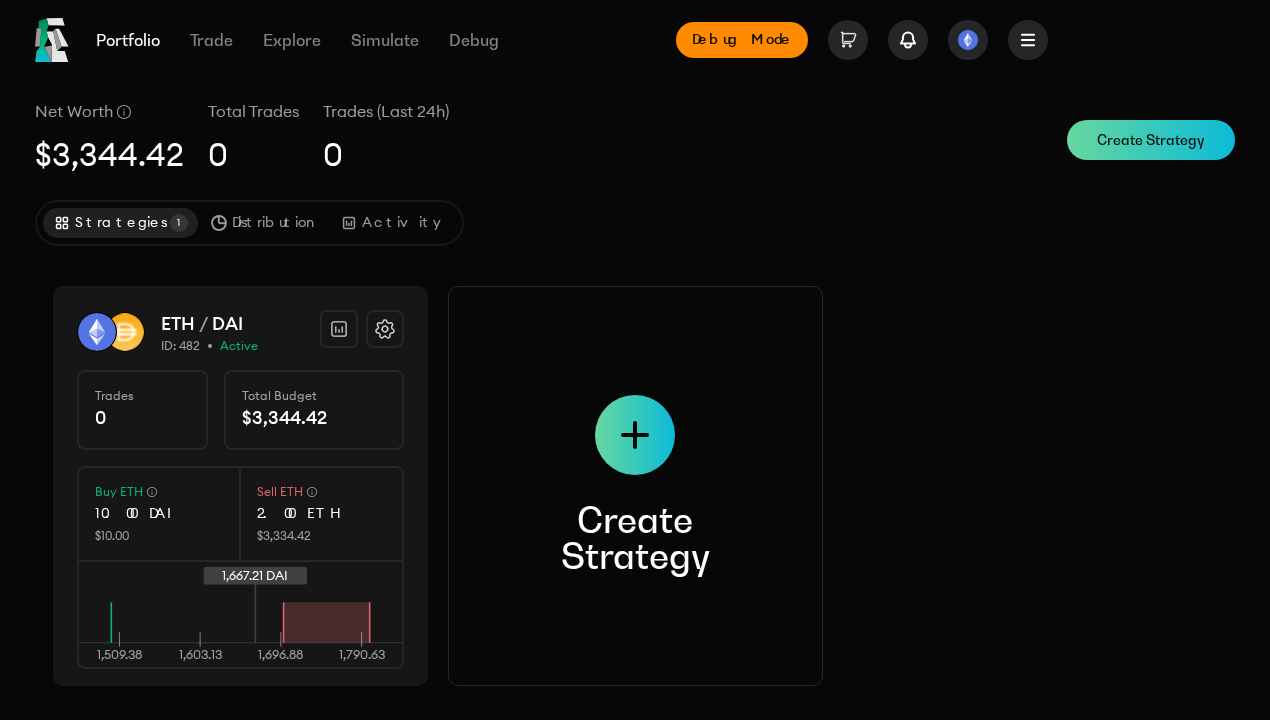 Portfolio Trade Explore Simulate Debug Debug Mode
Net Worth Total Trades Trades (Last 24h)
$3,344.42 0 0
Create Strategy
Strategies 1 Distribution Activity
ETH / DAI
ID: 482 • Active
Trades Total Budget
0 $3,344.42
Buy ETH Sell ETH
10.00 DAI 2.00 ETH
$10.00 $3,334.42
1,667.21 DAI
1,509.38 1,603.13 1,696.88 1,790.63
Create
Strategy